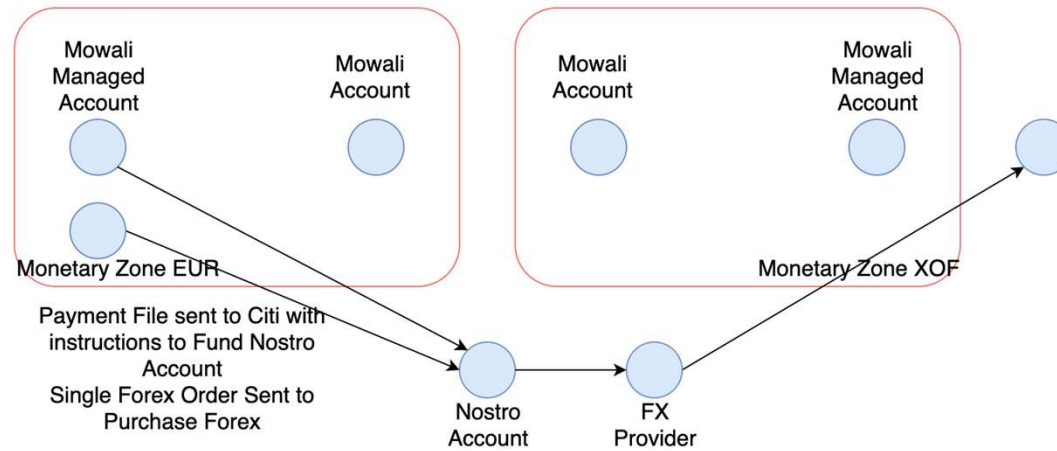 Mowali
Managed
Account
Mowali
Account
Mowali
Account
Mowali
Managed
Account
Monetary Zone EUR
Monetary Zone XOF
Payment File sent to Citi with
instructions to Fund Nostro
Account
Single Forex Order Sent to
Purchase Forex
Nostro
Account
FX
Provider